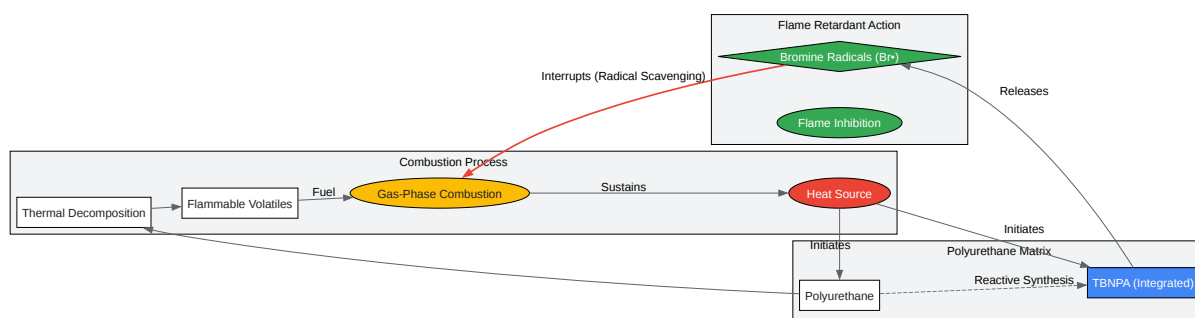 Flame Retardant Action
Bromine Radicals (Br•)
Interrupts (Radical Scavenging)
Releases
Flame Inhibition
Combustion Process
Thermal Decomposition
Flammable Volatiles
Fuel
Gas-Phase Combustion
Sustains
Heat Source
Initiates
Initiates
Polyurethane Matrix
Polyurethane
Reactive Synthesis
TBNPA (Integrated)